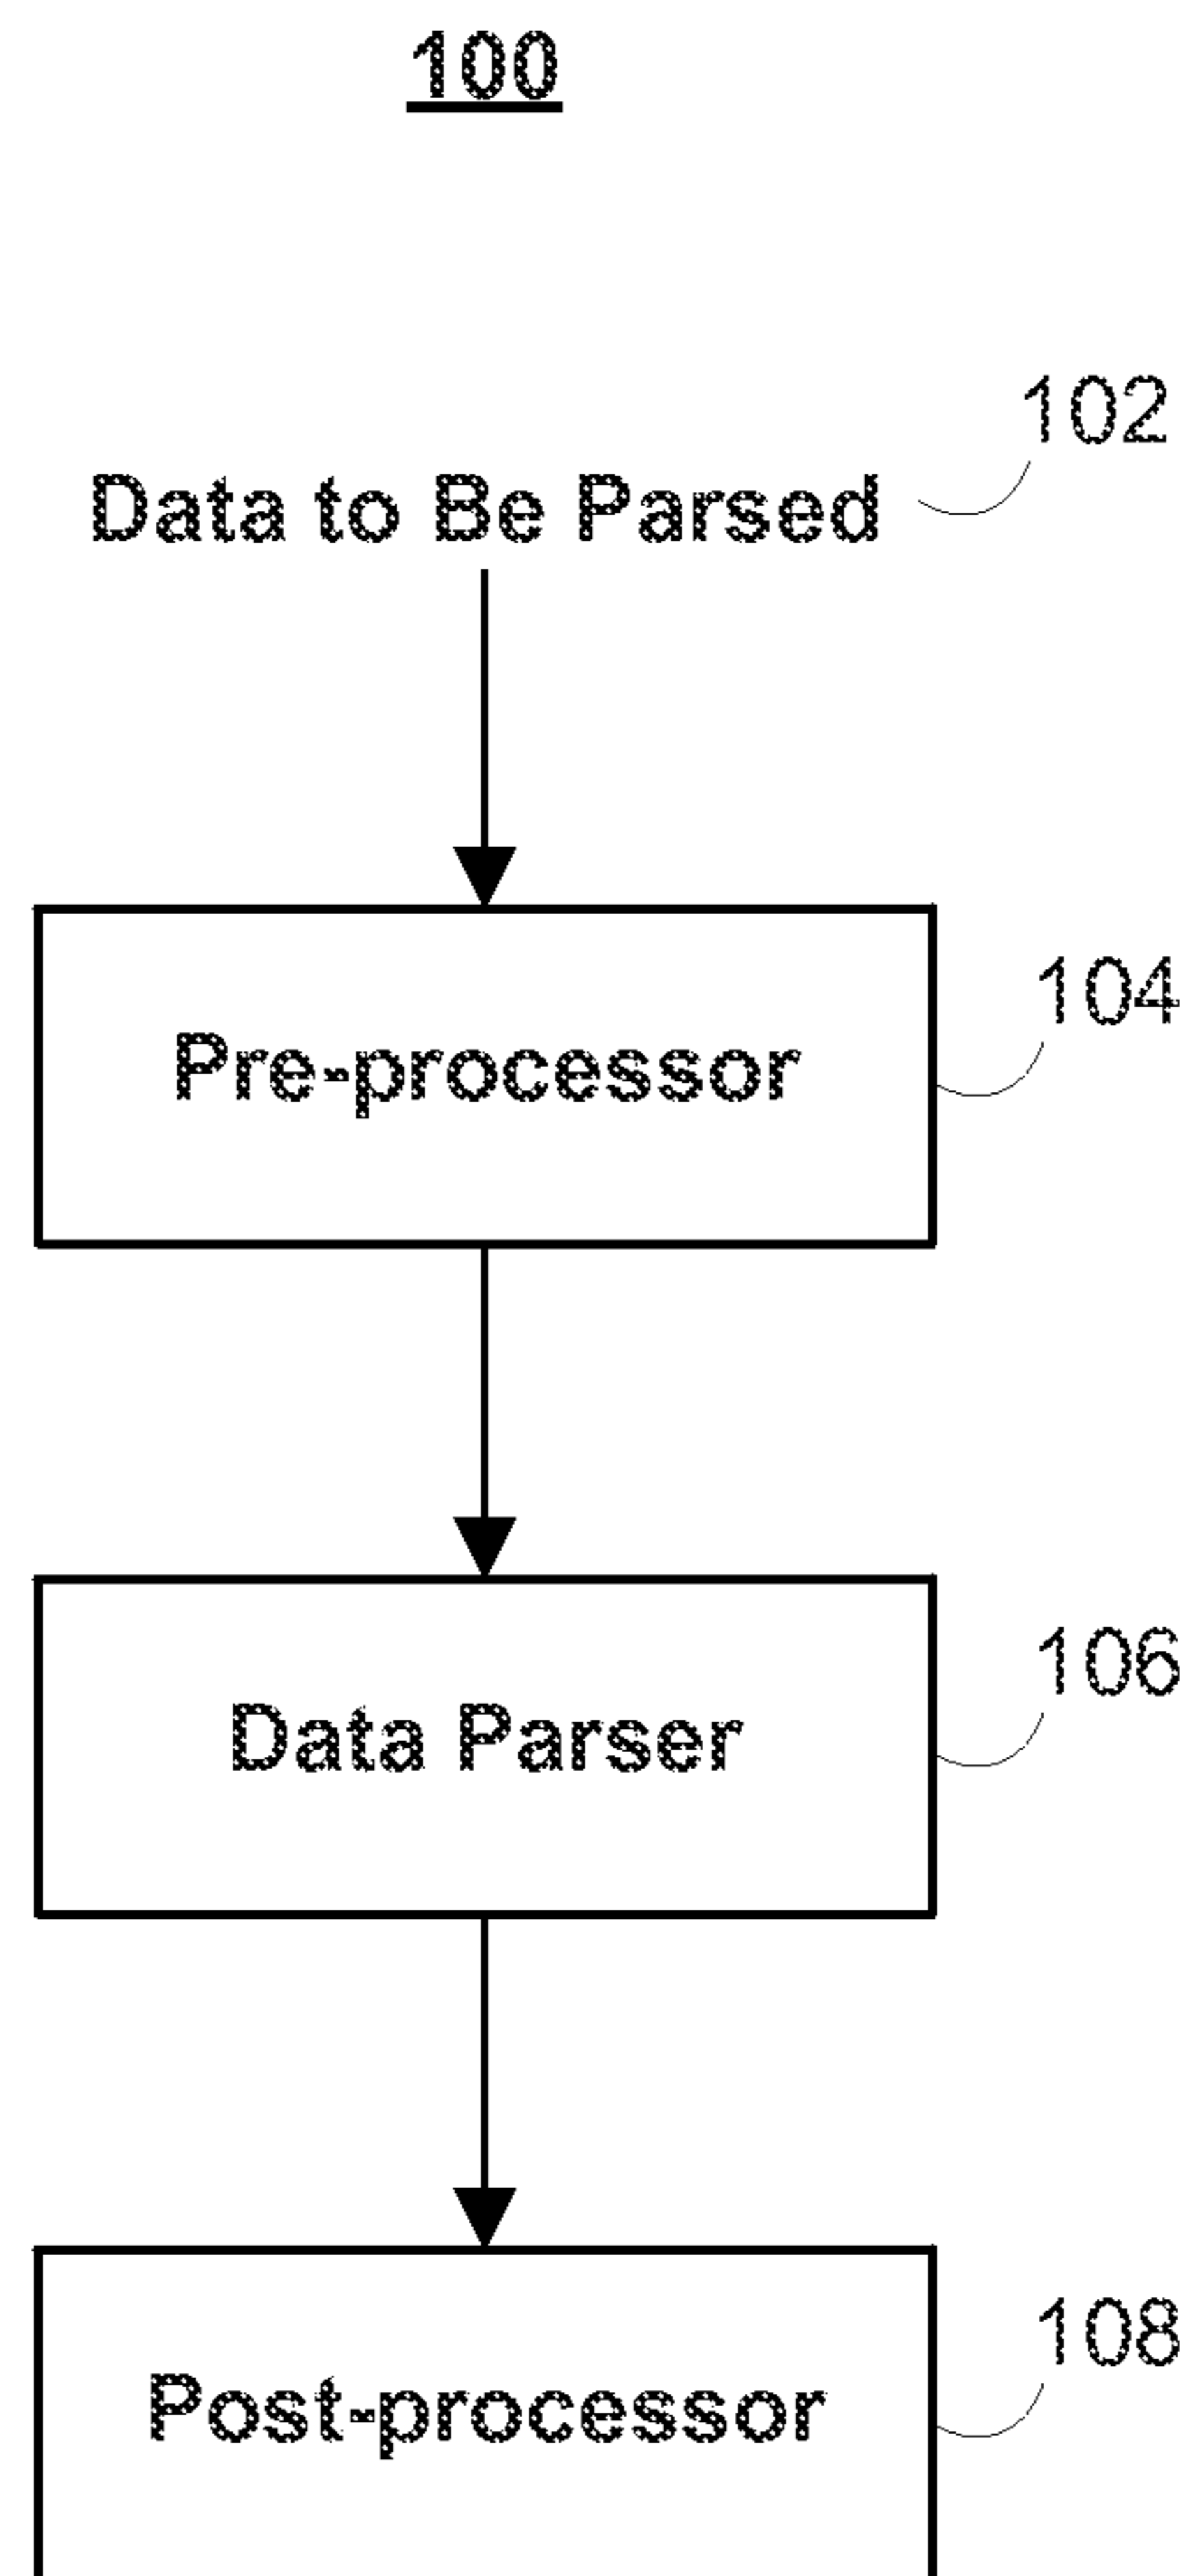 100
102
Data to Be Parsed
104
Pre-processor
106
Data Parser
108
Post-processor